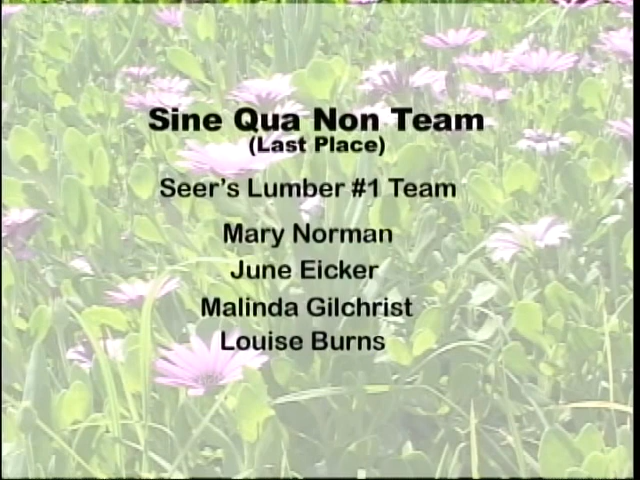 Sine Qua Non Team
(Last Place)
Seer's Lumber #1 Team
Mary Norman
June Eicker
Malinda Gilchrist
Louise Burns